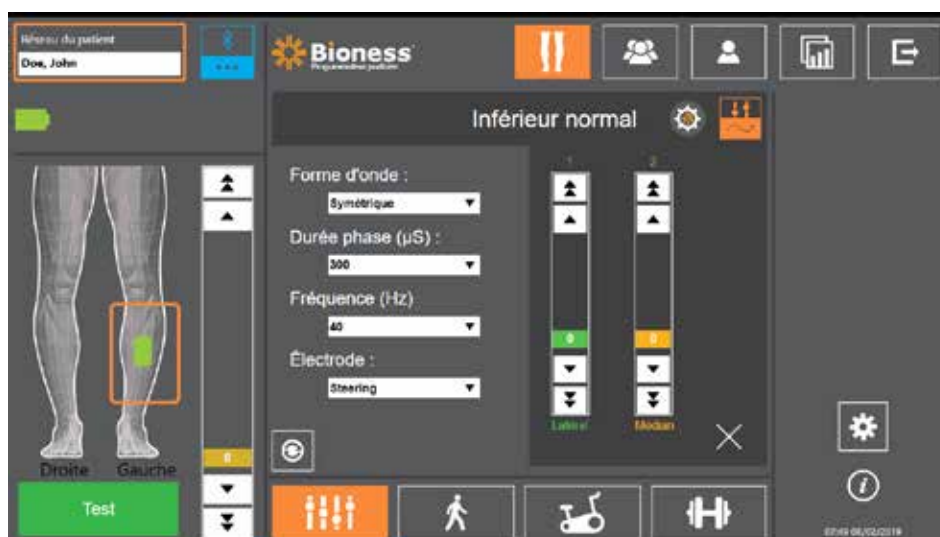 Réseau du patient
Doe, John
Bioness
Inférieur normal
Forme d'onde :
Symétrique
Durée phase (µS) :
300
Fréquence (Hz)
40
Électrode :
Steering
1
2
0
0
Latéral
Médian
Droite
Gauche
0
Test